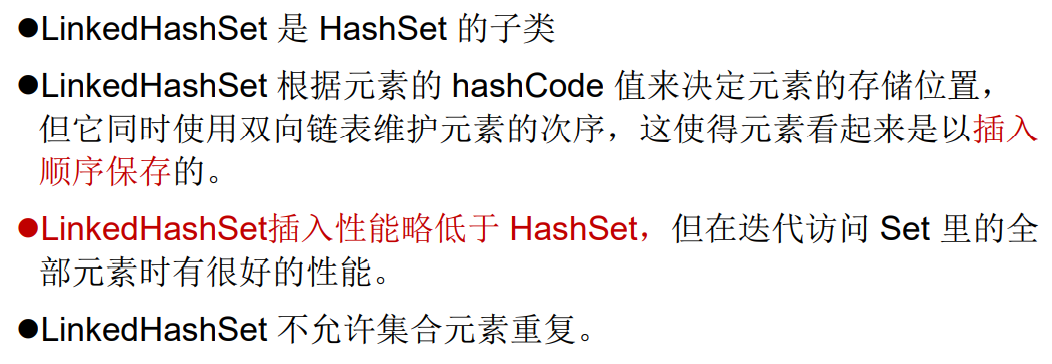 ●LinkedHashSet 是 HashSet 的子类
●LinkedHashSet 根据元素的 hashCode 值来决定元素的存储位置，
但它同时使用双向链表维护元素的次序，这使得元素看起来是以插入
顺序保存的。
●LinkedHashSet插入性能略低于 HashSet，但在迭代访问 Set 里的全
部元素时有很好的性能。
●LinkedHashSet 不允许集合元素重复。